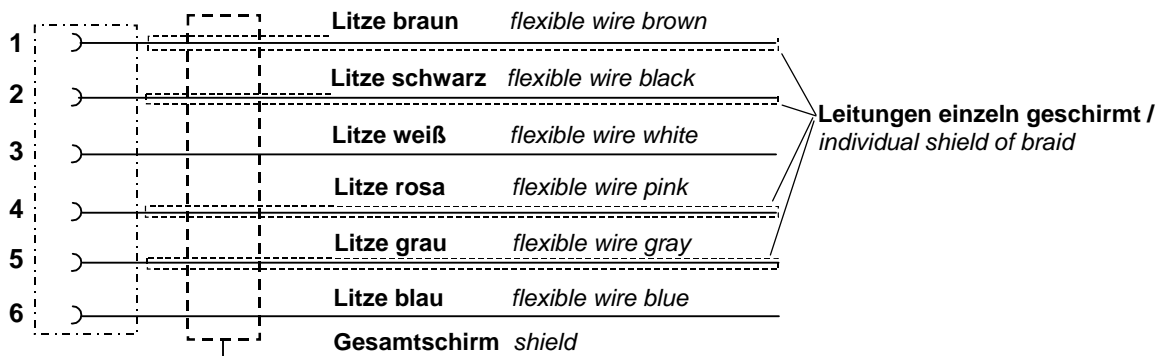 Litze braun flexible wire brown
1
Litze schwarz flexible wire black
2
Leitungen einzeln geschirmt /
individual shield of braid
Litze weiß flexible wire white
3
Litze rosa flexible wire pink
4
Litze grau flexible wire gray
5
Litze blau flexible wire blue
6
Gesamtschirm shield